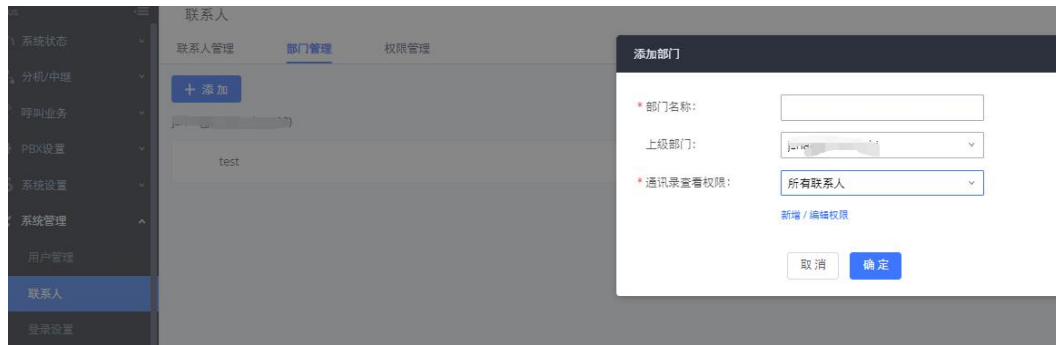 联系人
系统状态
联系人管理 部门管理 权限管理
添加部门
分机/中继
+ 添加
呼叫业务
* 部门名称:
上级部门:
PBX设置
test
* 通讯录查看权限: 所有联系人
系统设置
新增 / 编辑权限
系统管理
用户管理
取消 确定
联系人
登录设置